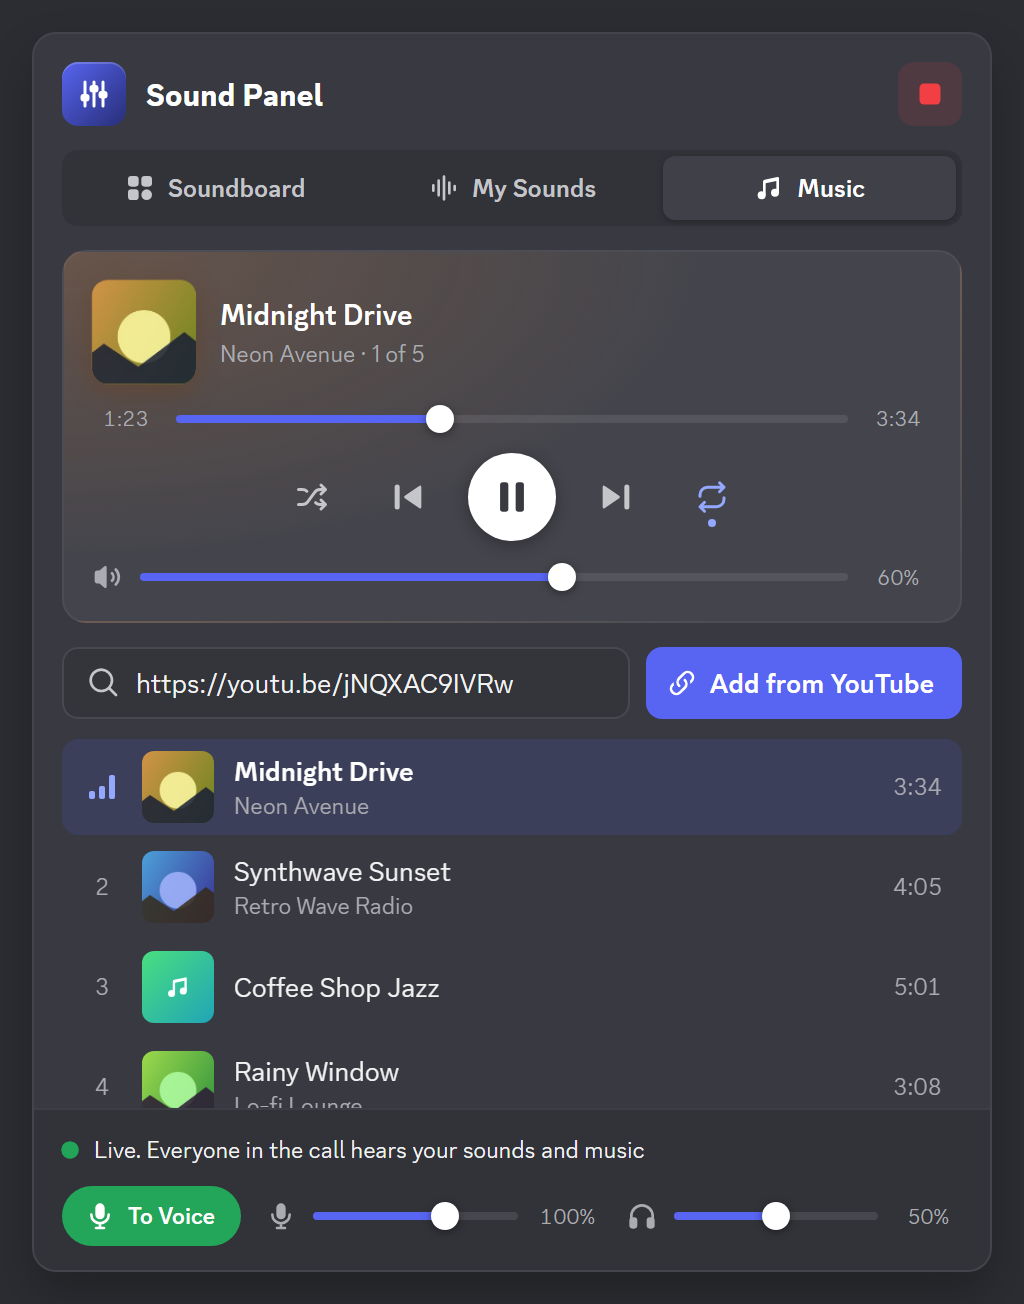 Sound Panel
Soundboard
My Sounds
Music
Midnight Drive
Neon Avenue · 1 of 5
1:23
3:34
60%
https://youtu.be/jNQXAC9IVRw
Add from YouTube
Midnight Drive
Neon Avenue
3:34
2
Synthwave Sunset
Retro Wave Radio
4:05
3
Coffee Shop Jazz
5:01
4
Rainy Window
Lo-fi Lounge
3:08
Live. Everyone in the call hears your sounds and music
To Voice
100%
50%